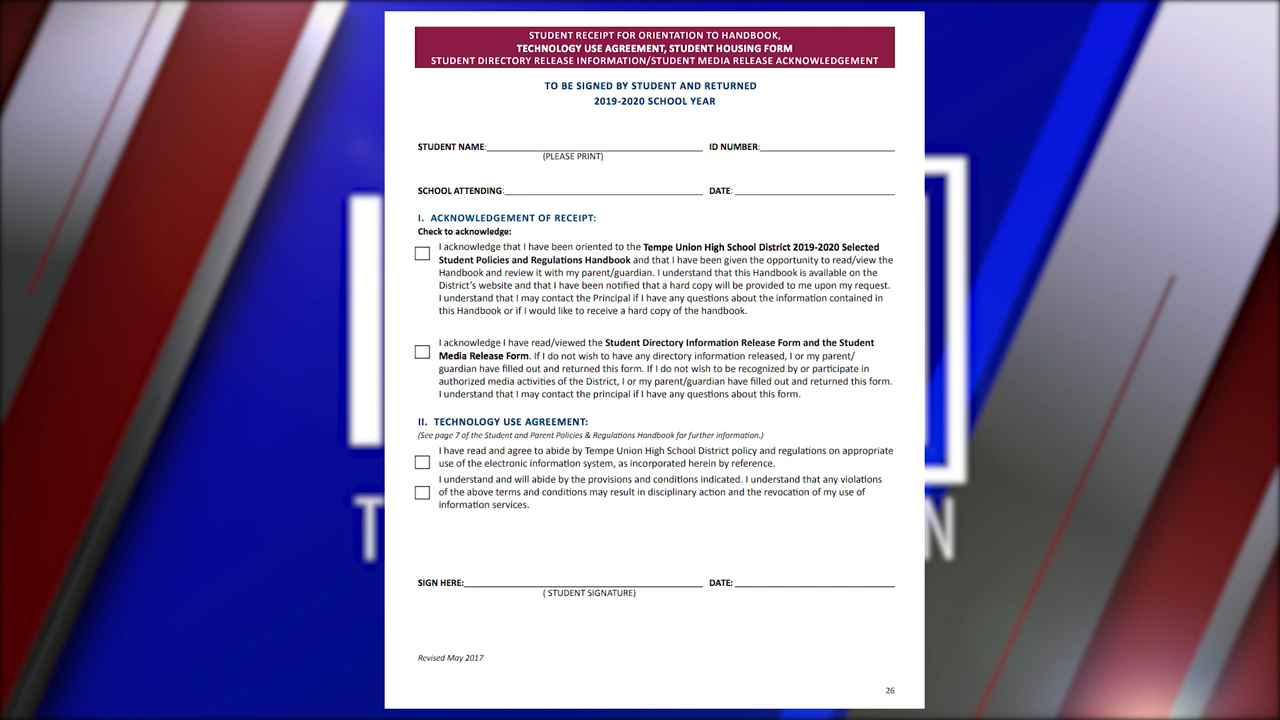 STUDENT RECEIPT FOR ORIENTATION TO HANDBOOK,
TECHNOLOGY USE AGREEMENT, STUDENT HOUSING FORM
STUDENT DIRECTORY RELEASE INFORMATION/STUDENT MEDIA RELEASE ACKNOWLEDGEMENT
TO BE SIGNED BY STUDENT AND RETURNED
2019-2020 SCHOOL YEAR
STUDENT NAME: ID NUMBER:
(PLEASE PRINT)
SCHOOL ATTENDING: DATE:
I. ACKNOWLEDGEMENT OF RECEIPT:
Check to acknowledge:
I acknowledge that I have been oriented to the Tempe Union High School District 2019-2020 Selected
Student Policies and Regulations Handbook and that I have been given the opportunity to read/view the
Handbook and review it with my parent/guardian. I understand that this Handbook is available on the
District's website and that I have been notified that a hard copy will be provided to me upon my request.
I understand that I may contact the Principal if I have any questions about the information contained in
this Handbook or if I would like to receive a hard copy of the handbook.
I acknowledge I have read/viewed the Student Directory Information Release Form and the Student
Media Release Form. If I do not wish to have any directory information released, I or my parent/
guardian have filled out and returned this form. If I do not wish to be recognized by or participate in
authorized media activities of the District, I or my parent/guardian have filled out and returned this form.
I understand that I may contact the principal if I have any questions about this form.
II. TECHNOLOGY USE AGREEMENT:
(See page 7 of the Student and Parent Policies & Regulations Handbook for further information.)
I have read and agree to abide by Tempe Union High School District policy and regulations on appropriate
use of the electronic information system, as incorporated herein by reference.
I understand and will abide by the provisions and conditions indicated. I understand that any violations
of the above terms and conditions may result in disciplinary action and the revocation of my use of
information services.
SIGN HERE: DATE:
( STUDENT SIGNATURE)
Revised May 2017
26